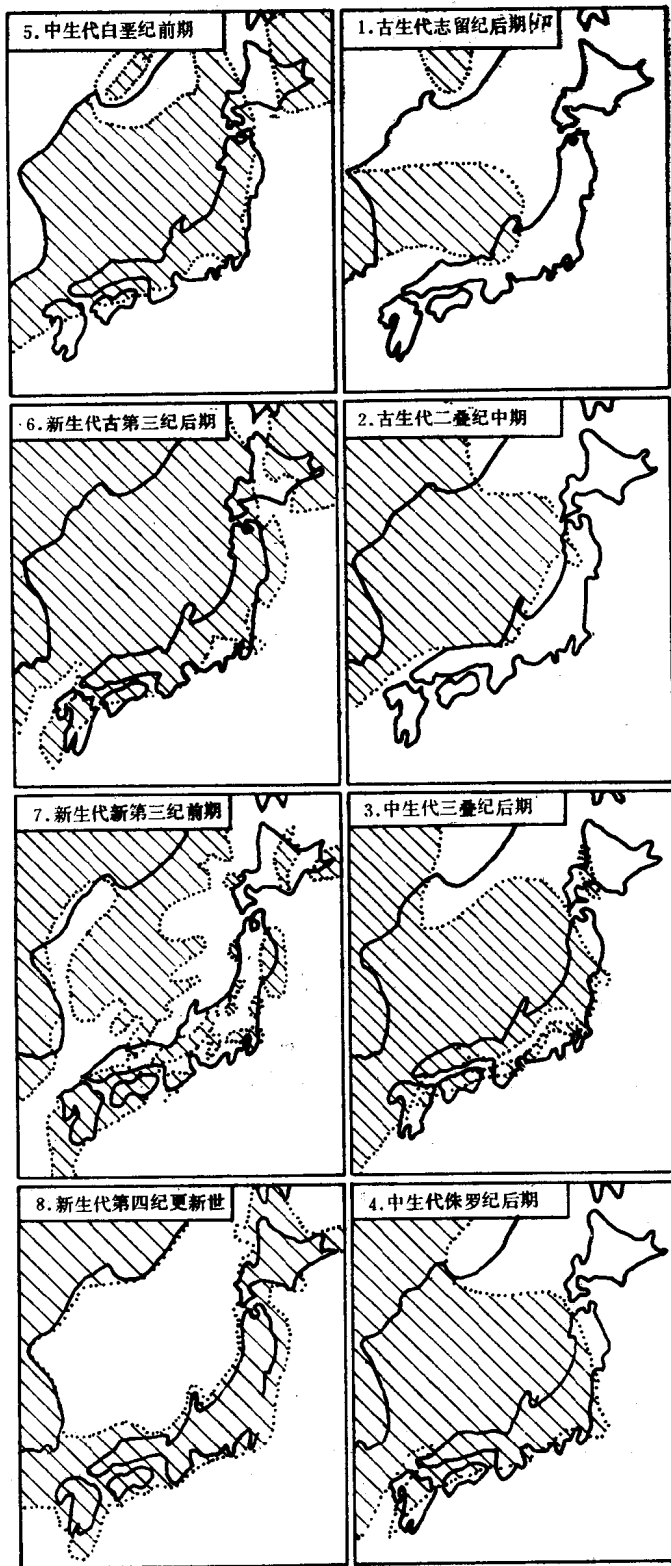 5.中生代白垩纪前期
1.古生代志留纪后期
6.新生代古第三纪后期
2.古生代二叠纪中期
7.新生代新第三纪前期
3.中生代三叠纪后期
8.新生代第四纪更新世
4.中生代侏罗纪后期